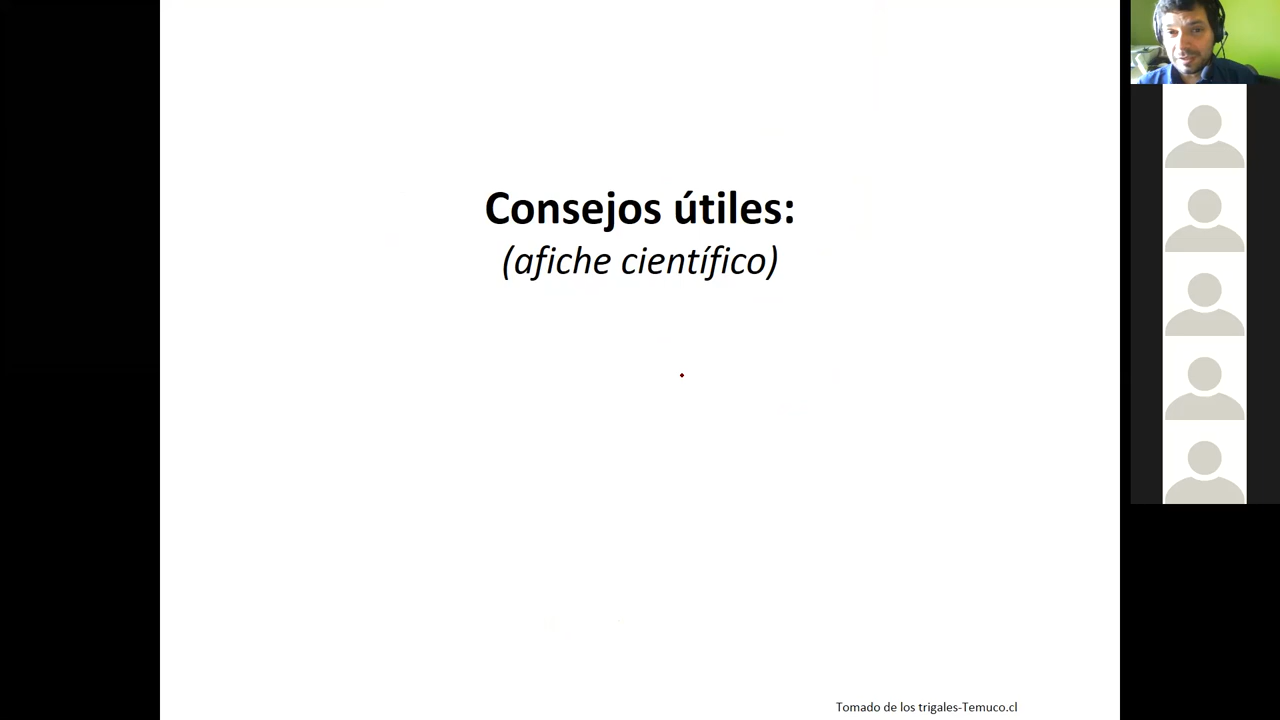 Consejos útiles:
(afiche científico)
Tomado de los trigales-Temuco.cl